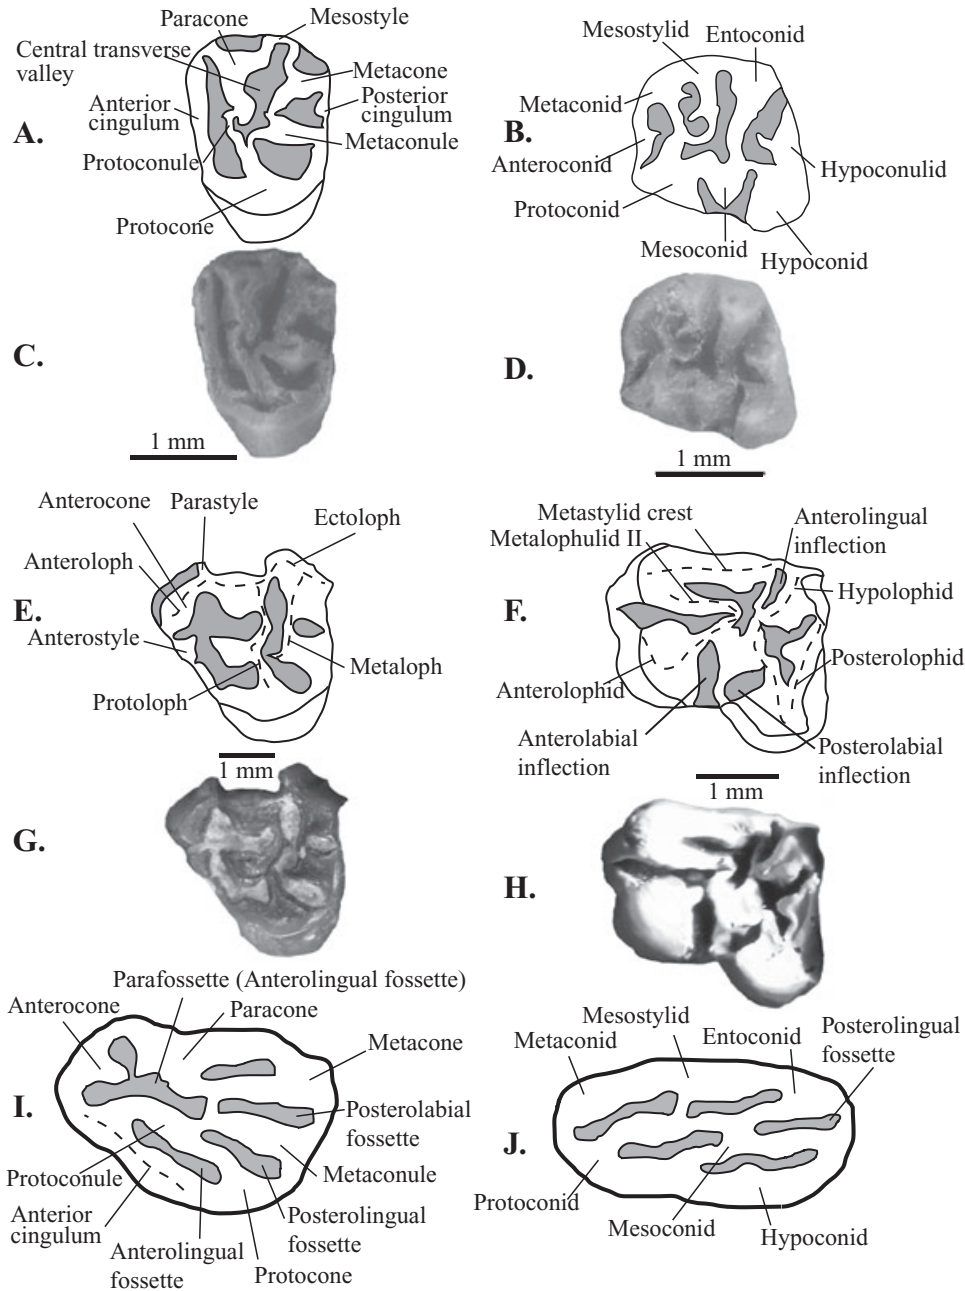 Paracone
Mesostyle
Central transverse
valley
Metacone
Anterior
cingulum
Posterior
cingulum
A.
Protoconule
Metaconule
Protocone
Mesostylid
Entoconid
Metaconid
B.
Anteroconid
Hypoconulid
Protoconid
Mesoconid
Hypoconid
C.
1 mm
D.
1 mm
Anterocone
Parastyle
Ectoloph
Anteroloph
E.
Anterostyle
Metaloph
Protoloph
1 mm
Metastylid crest
Metalophulid II
Anterolingual
inflection
F.
Hypolophid
Posterolophid
Anterolophid
Anterolabial
inflection
Posterolabial
inflection
1 mm
G.
H.
Parafossette (Anterolingual fossette)
Anterocone
Paracone
Metacone
I.
Posterolabial
fossette
Protoconule
Metaconule
Anterior
cingulum
Posterolingual
fossette
Anterolingual
fossette
Protocone
Mesostylid
Metaconid
Entoconid
Posterolingual
fossette
J.
Protoconid
Mesoconid
Hypoconid